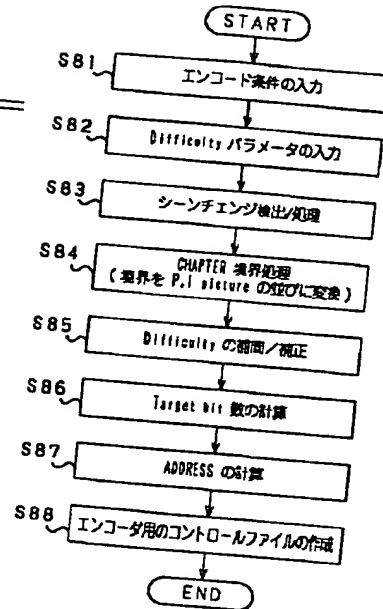 START
S81
エンコード条件の入力
S82
Difficulty パラメータの入力
S83
シーンチェンジ検出/処理
S84
CHAPTER 境界処理
( 境界を P,I picture の並びに変換 )
S85
Difficulty の補間/補正
S86
Target bit 数の計算
S87
ADDRESS の計算
S88
エンコーダ用のコントロールファイルの作成
END